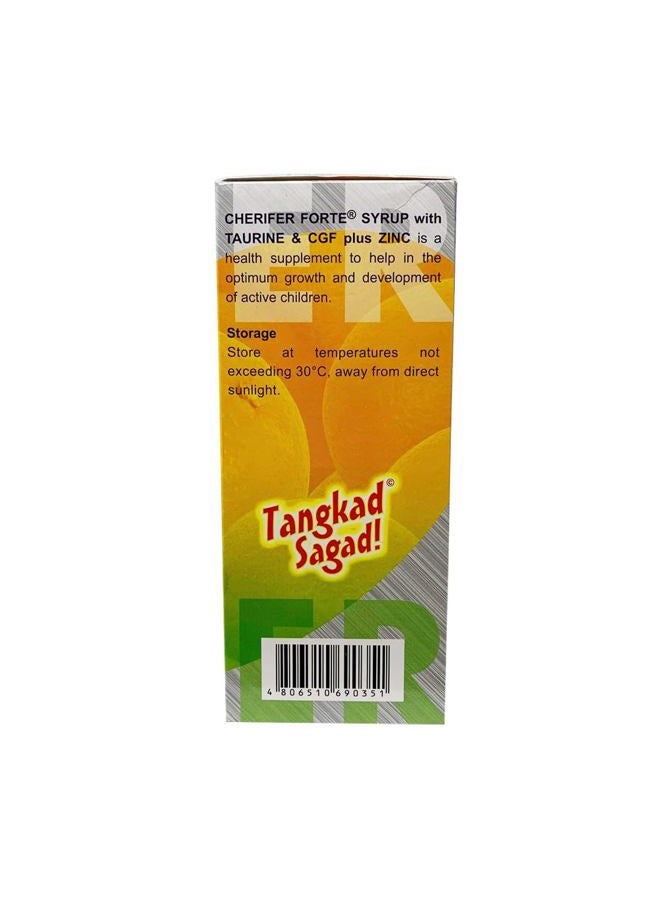 ER
CHERIFER FORTE® SYRUP with
TAURINE & CGF plus ZINC is a
health supplement to help in the
optimum growth and development
of active children.
Storage
Store at temperatures not
exceeding 30°C, away from direct
sunlight.
Tangkad©
Sagad!
ER
4 806510 690351